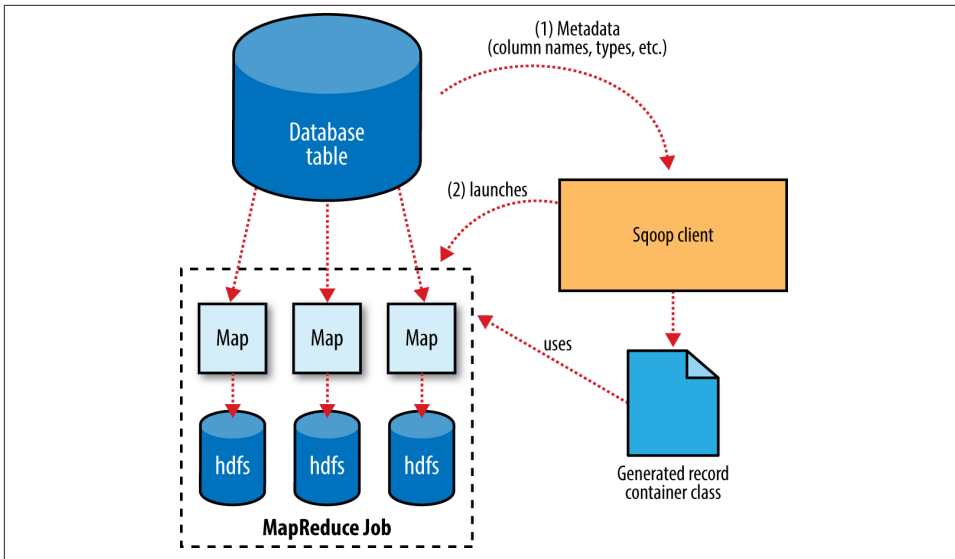 (1) Metadata
(column names, types, etc.)
Database
table
(2) launches
Sqoop client
Map
Map
Map
uses
hdfs
hdfs
hdfs
Generated record
container class
MapReduce Job